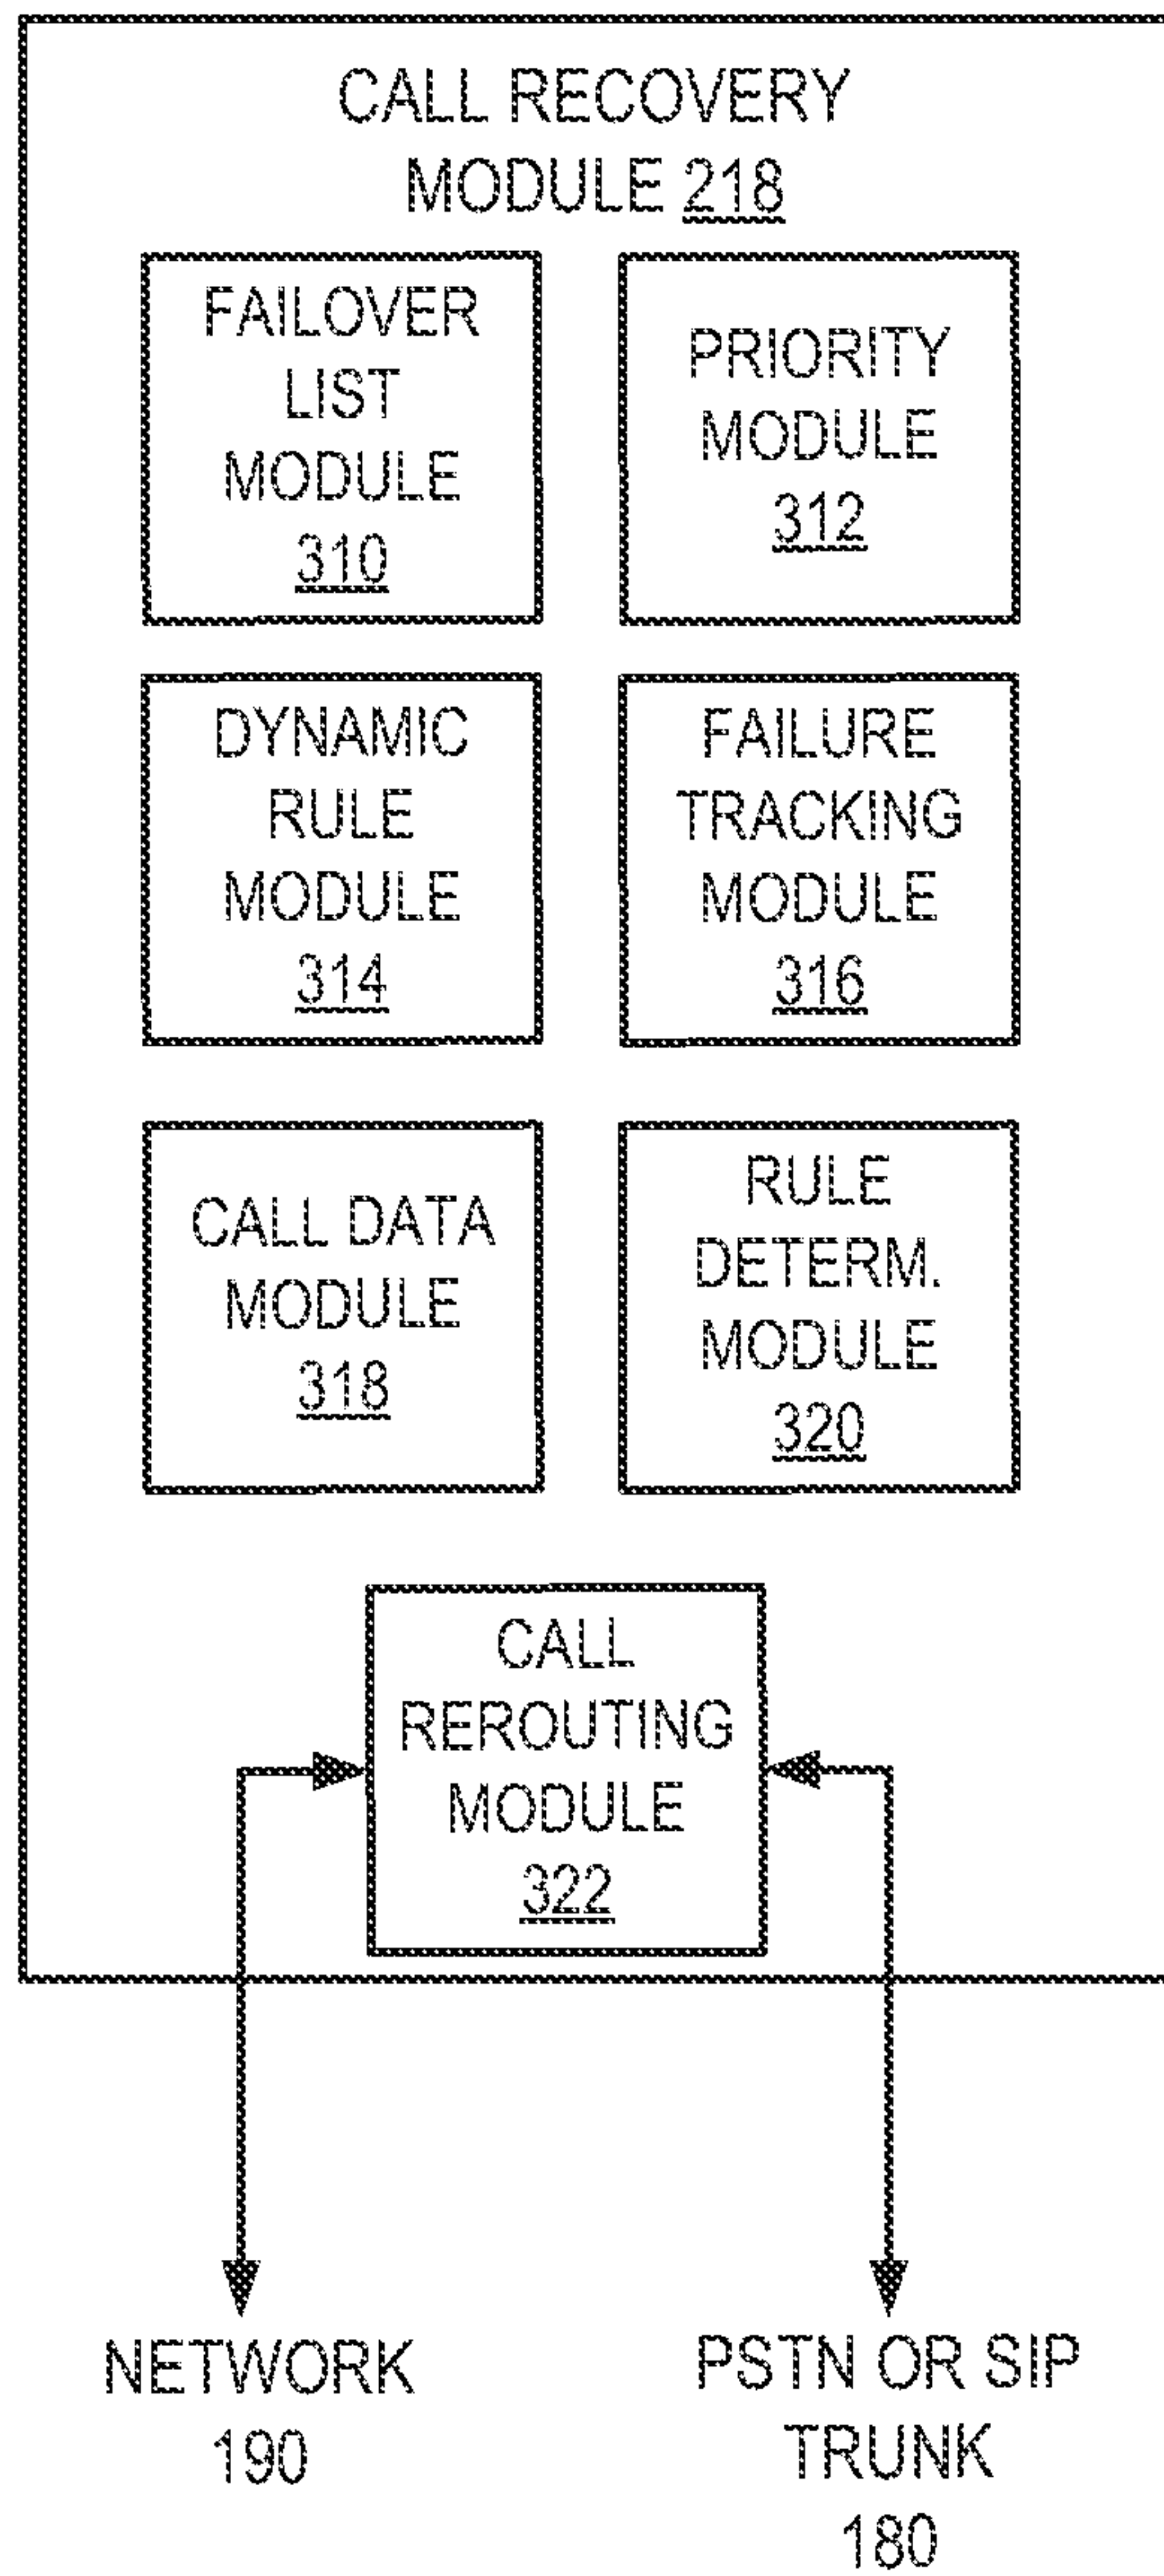 CALL RECOVERY
MODULE 218
FAILOVER
LIST
MODULE
310
PRIORITY
MODULE
312
DYNAMIC
RULE
MODULE
314
FAILURE
TRACKING
MODULE
316
CALL DATA
MODULE
318
RULE
DETERM.
MODULE
320
CALL
REROUTING
MODULE
322
NETWORK
190
PSTN OR SIP
TRUNK
180